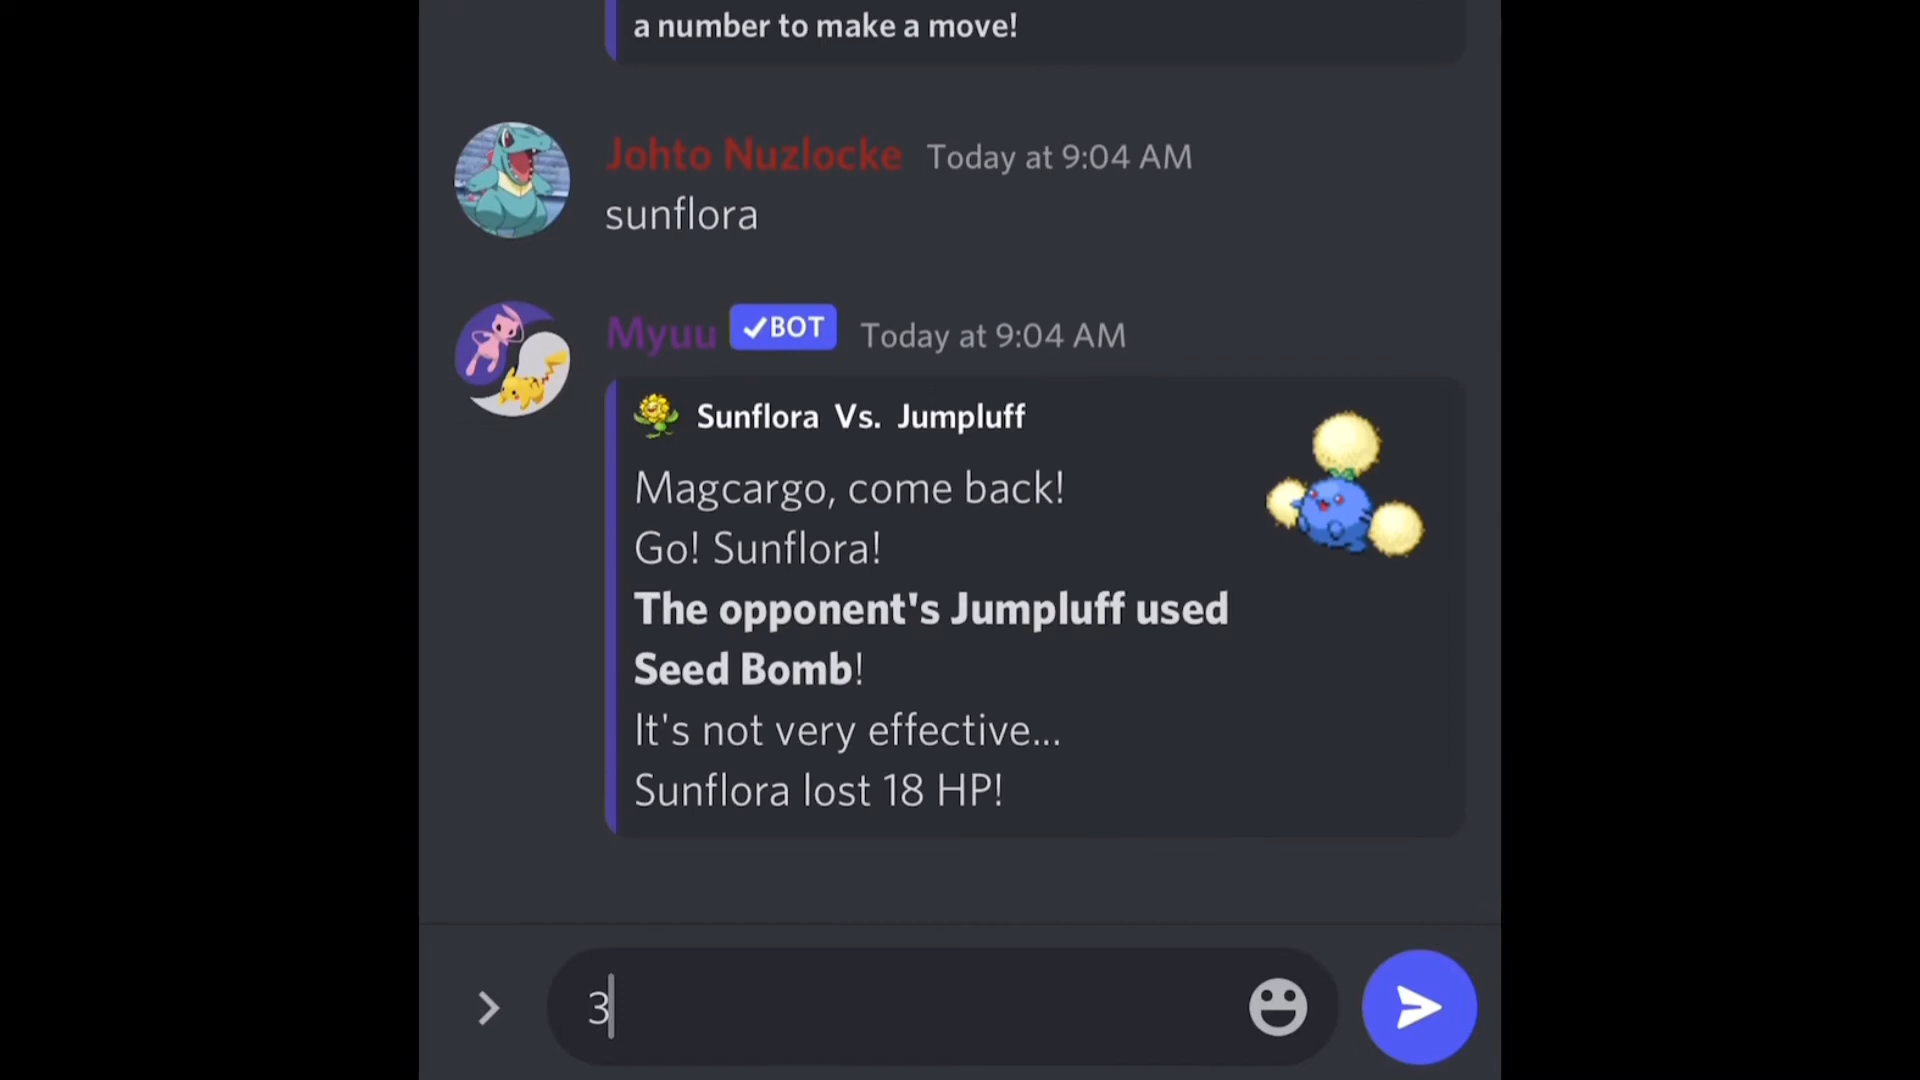 a number to make a move!
Johto Nuzlocke Today at 9:04 AM
sunflora
Myuu ✓BOT Today at 9:04 AM
Sunflora Vs. Jumpluff
Magcargo, come back!
Go! Sunflora!
The opponent's Jumpluff used
Seed Bomb!
It's not very effective...
Sunflora lost 18 HP!
3